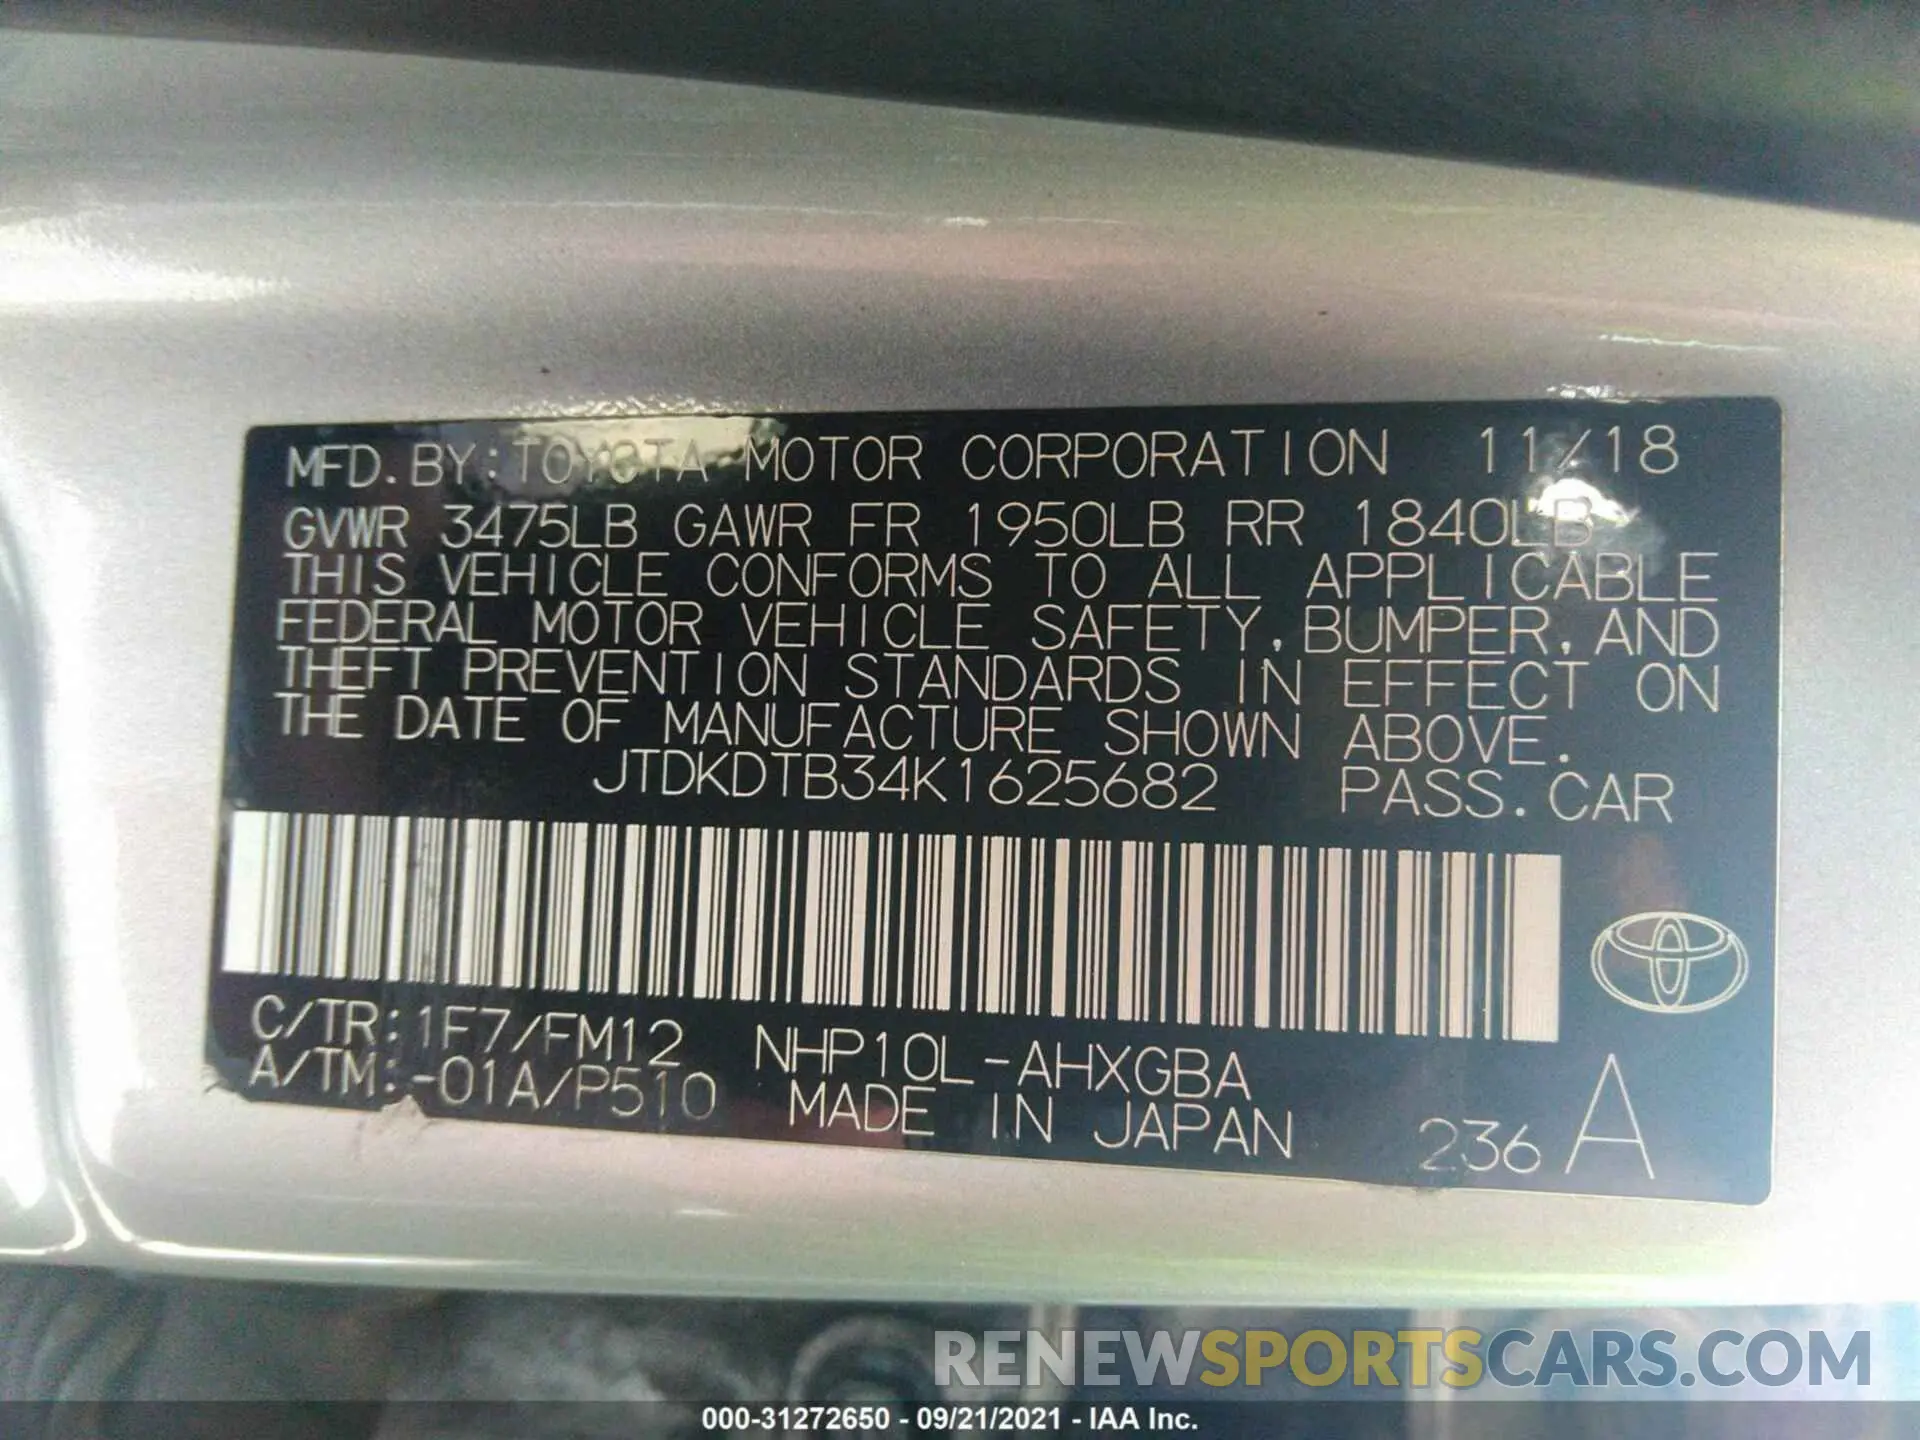 MFD. BY: TOYOTA MOTOR CORPORATION 11/18
GVWR 3475LB GAWR FR 1950LB RR 1840LB
THIS VEHICLE CONFORMS TO ALL APPLICABLE
FEDERAL MOTOR VEHICLE SAFETY, BUMPER, AND
THEFT PREVENTION STANDARDS IN EFFECT ON
THE DATE OF MANUFACTURE SHOWN ABOVE.
JTDKDTB34K1625682 PASS. CAR
C/TR: 1F7/FM12 NHP10L-AHXGBA
A/TM: -01A/P510 MADE IN JAPAN 236 A
RENEWSPORTSCARS.COM
000-31272650 - 09/21/2021 - IAA Inc.